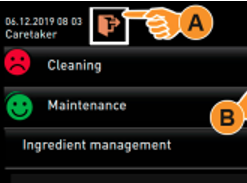 06.12.2019 08 03
Caretaker
A
Cleaning
Maintenance
B
Ingredient management